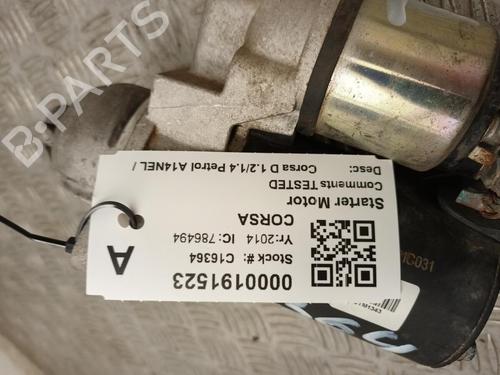 0000191523
Stock #: C16364
Yr: 2014 IC: 786494
CORSA
Starter Motor
Comments TESTED
Desc: Corsa D 1.2/1.4 Petrol A14NEL /
A
B-PARTS